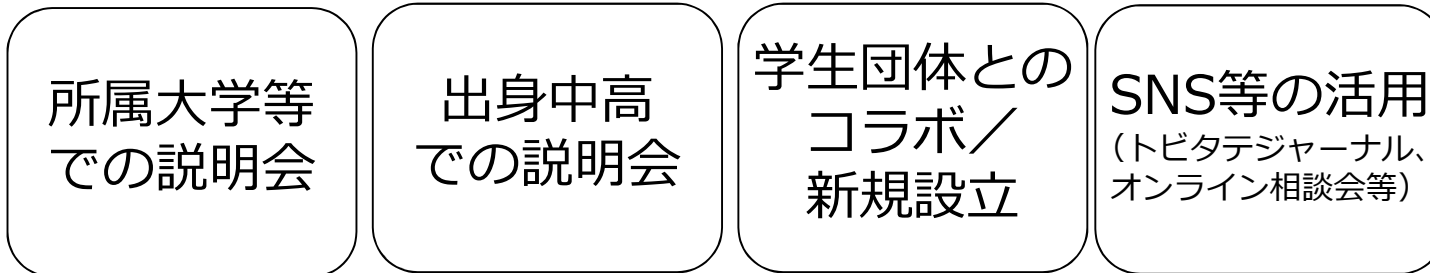 所属大学等
での説明会
出身中高
での説明会
学生団体との
コラボ／
新規設立
SNS等の活用
（トビタテジャーナル、
オンライン相談会等）